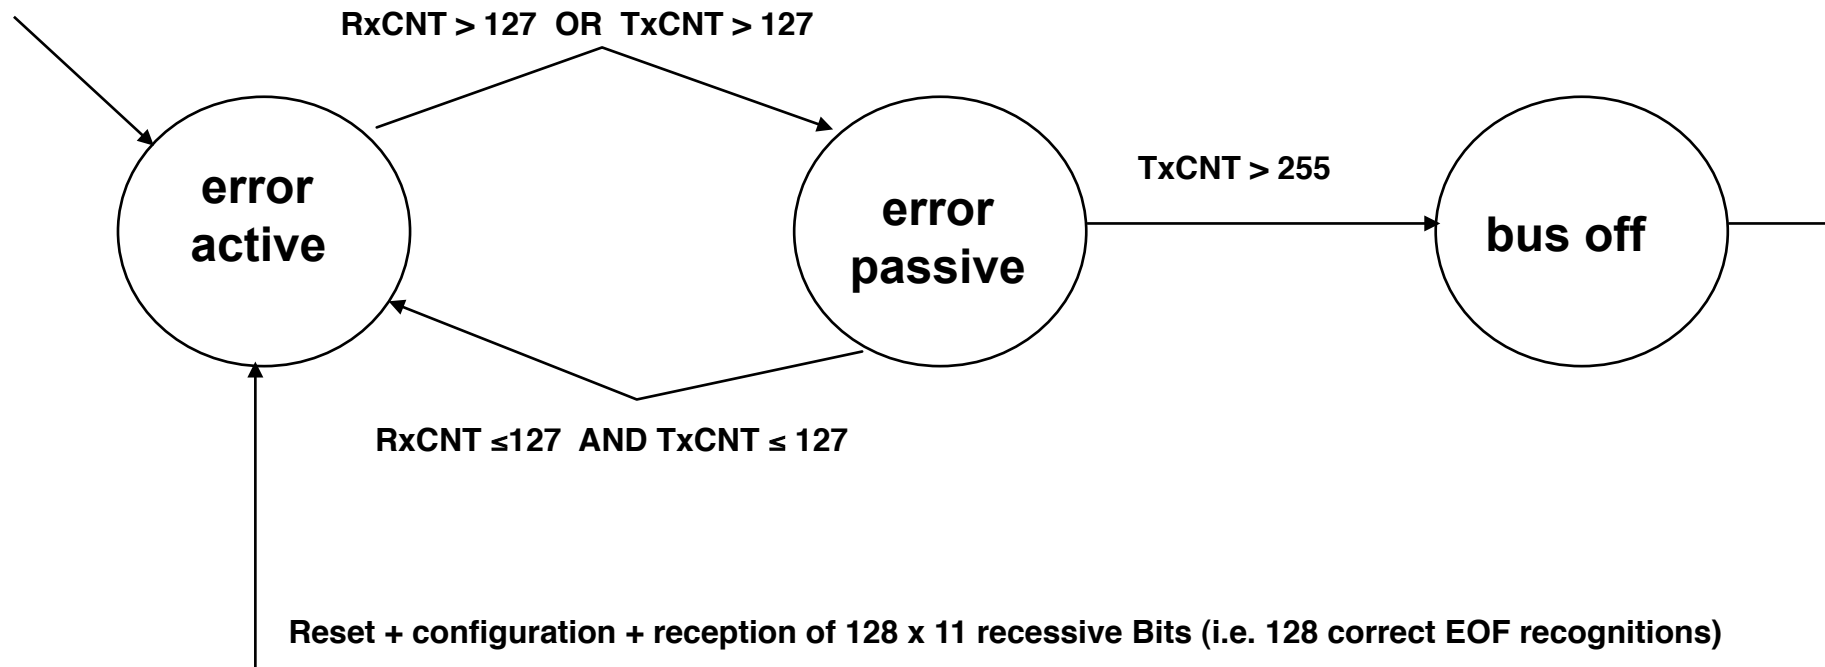 RxCNT > 127 OR TxCNT > 127
error
active
error
passive
TxCNT > 255
bus off
RxCNT ≤127 AND TxCNT ≤ 127
Reset + configuration + reception of 128 x 11 recessive Bits (i.e. 128 correct EOF recognitions)